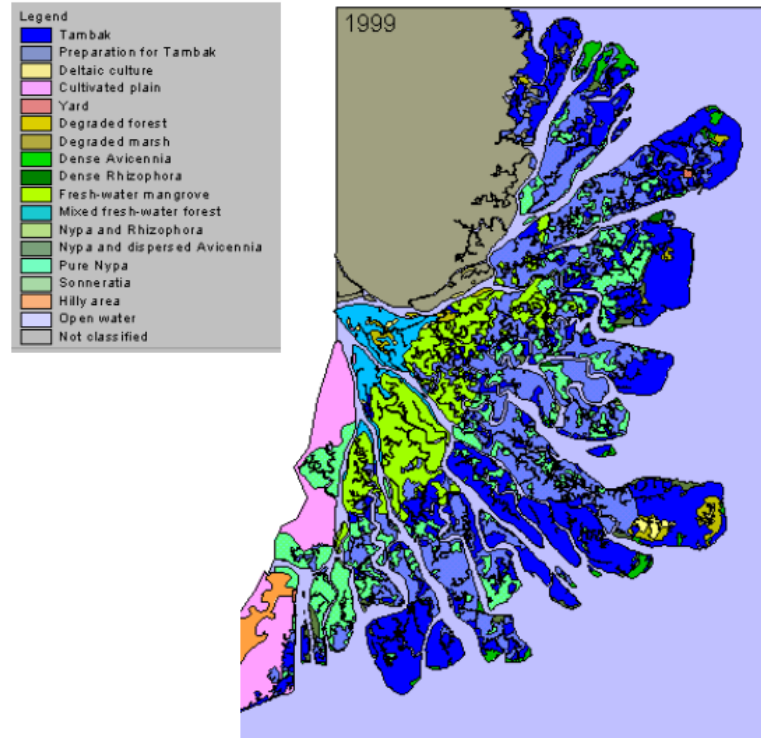 Legend
Tambak
Preparation for Tambak
Deltaic culture
Cultivated plain
Yard
Degraded forest
Degraded marsh
Dense Avicennia
Dense Rhizophora
Fresh-water mangrove
Mixed fresh-water forest
Nypa and Rhizophora
Nypa and dispersed Avicennia
Pure Nypa
Sonneratia
Hilly area
Open water
Not classified
1999